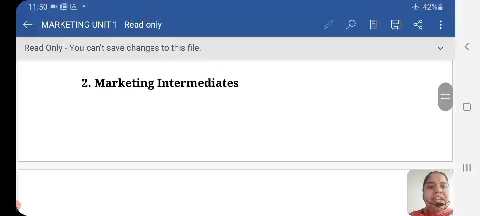 11:50
42%
MARKETING UNIT 1 Read only
Read Only - You can't save changes to this file.
2. Marketing Intermediates